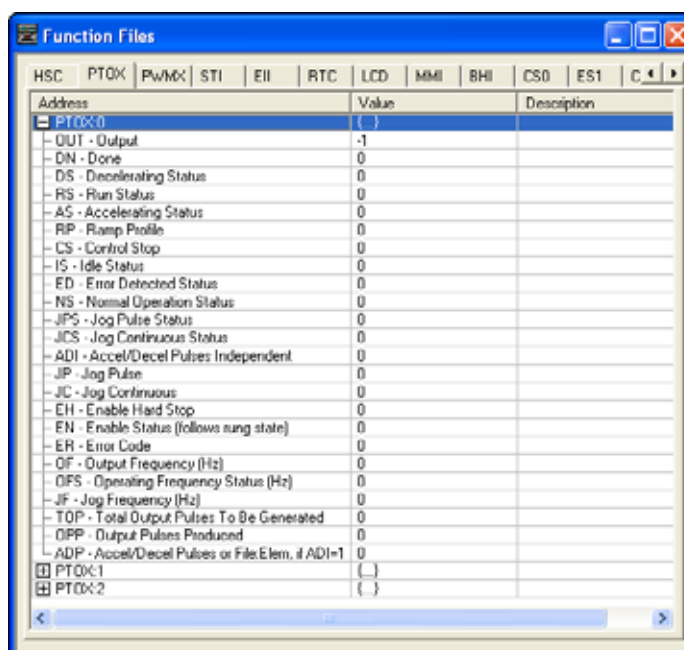 Function Files
HSC PTOX PWMX STI EII RTC LCD MMI BHI CS0 ES1 C
Address Value Description
PTOX:0 {...}
OUT - Output -1
DN - Done 0
DS - Decelerating Status 0
RS - Run Status 0
AS - Accelerating Status 0
RP - Ramp Profile 0
CS - Control Stop 0
IS - Idle Status 0
ED - Error Detected Status 0
NS - Normal Operation Status 0
JPS - Jog Pulse Status 0
JCS - Jog Continuous Status 0
ADI - Accel/Decel Pulses Independent 0
JP - Jog Pulse 0
JC - Jog Continuous 0
EH - Enable Hard Stop 0
EN - Enable Status (follows rung state) 0
ER - Error Code 0
OF - Output Frequency (Hz) 0
OFS - Operating Frequency Status (Hz) 0
JF - Jog Frequency (Hz) 0
TOP - Total Output Pulses To Be Generated 0
OPP - Output Pulses Produced 0
ADP - Accel/Decel Pulses or File:Elem, if ADI=1 0
PTOX:1 {...}
PTOX:2 {...}